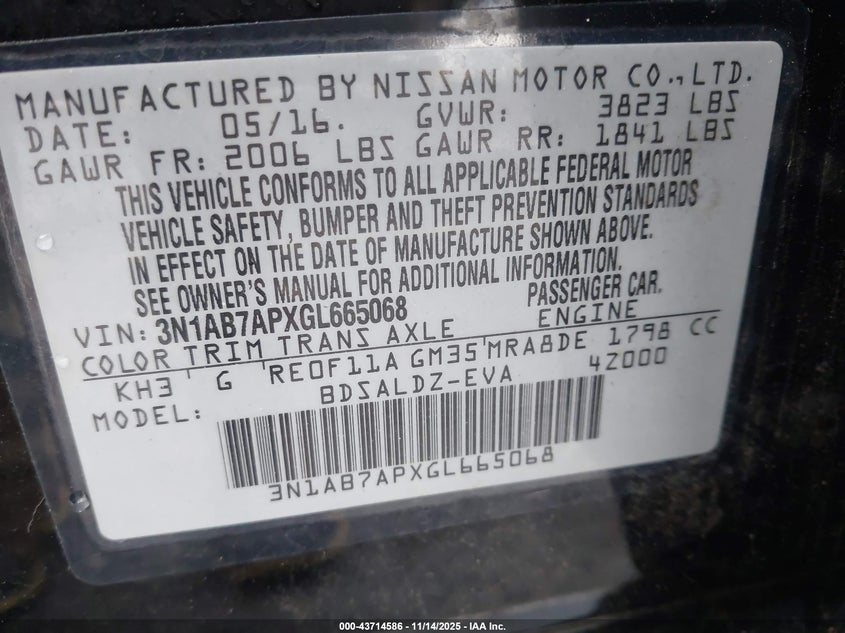 MANUFACTURED BY NISSAN MOTOR CO., LTD.
DATE: 05/16. GVWR: 3823 LBS
GAWR FR: 2006 LBS GAWR RR: 1841 LBS
THIS VEHICLE CONFORMS TO ALL APPLICABLE FEDERAL MOTOR
VEHICLE SAFETY, BUMPER AND THEFT PREVENTION STANDARDS
IN EFFECT ON THE DATE OF MANUFACTURE SHOWN ABOVE.
SEE OWNER'S MANUAL FOR ADDITIONAL INFORMATION.
VIN: 3N1AB7APXGL665068 PASSENGER CAR.
COLOR TRIM TRANS AXLE ENGINE
KH3 G RE0F11A GM35 MRA8DE 1798 CC
MODEL: BDSALDZ-EVA 42000
3N1AB7APXGL665068
000-43714586 | 11/14/2025 - IAA Inc.